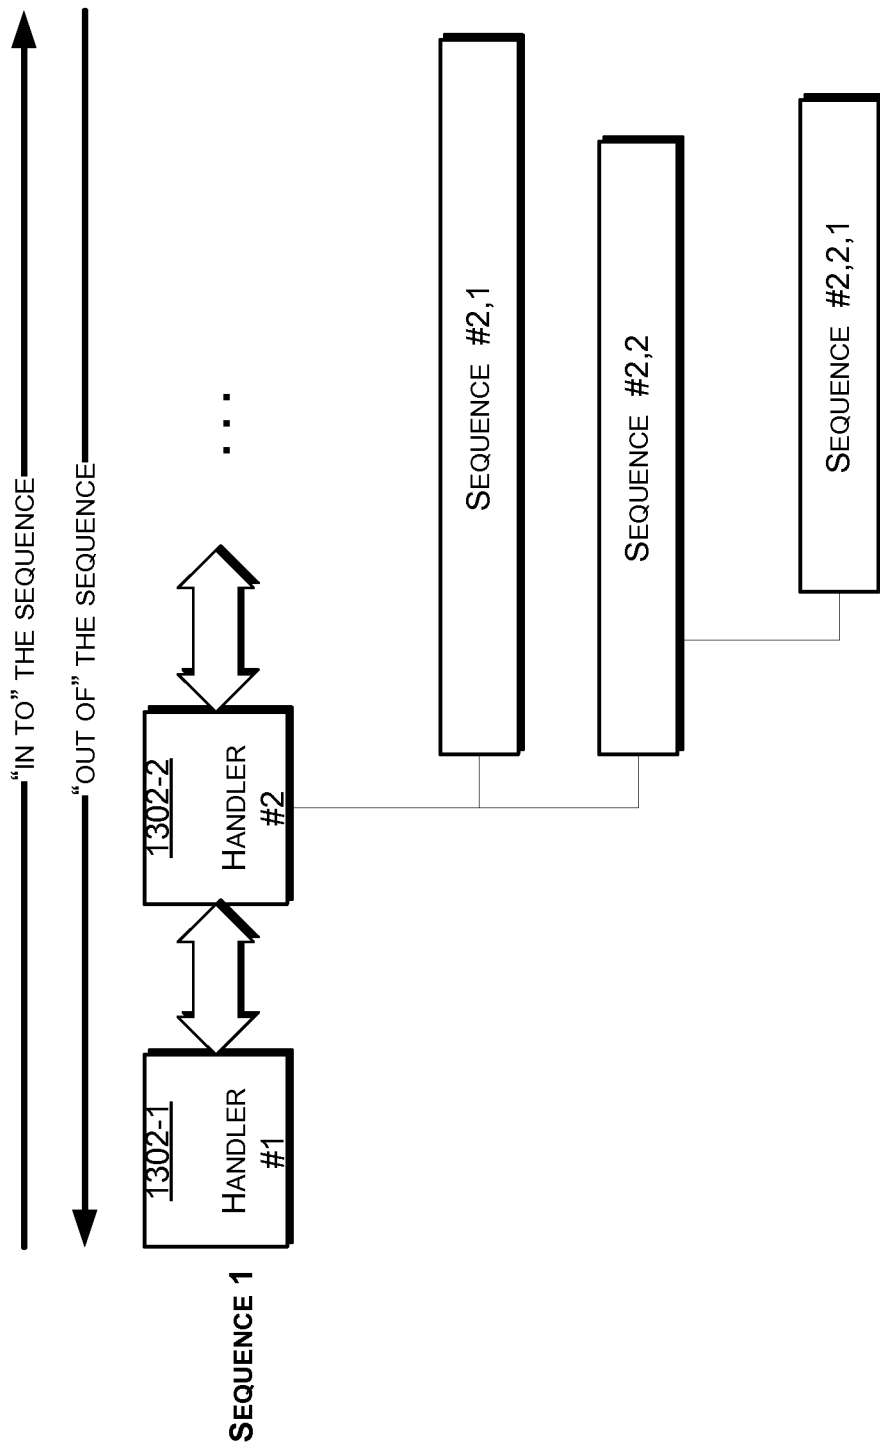 “IN TO” THE SEQUENCE
“OUT OF” THE SEQUENCE
SEQUENCE 1
1302-1
HANDLER
#1
1302-2
HANDLER
#2
. . .
SEQUENCE #2,1
SEQUENCE #2,2
SEQUENCE #2,2,1